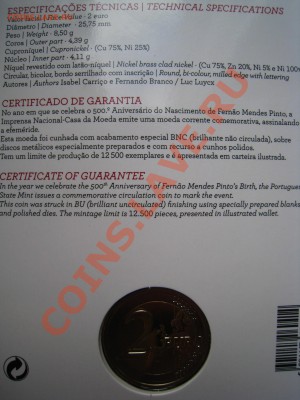 ESPECIFICAÇÕES TÉCNICAS | TECHNICAL SPECIFICATIONS
Valor facial | Face Value - 2 euro
Diâmetro | Diameter - 25,75 mm
Peso | Weight - 8,50 g
Coroa | Outer part - 4,39 g
Cuproníquel | Cupronickel - (Cu 75%, Ni 25%)
Núcleo | Inner part - 4,11 g
Níquel revestido com latão-níquel | Nickel brass clad nickel - (Cu 75%, Zn 20%, Ni 5% e Ni 100%
Circular, bicolor, bordo serrilhado com inscrição | Round, bi-colour, milled edge with lettering
Autores | Authors Isabel Carriço e Fernando Branco / Luc Luycx
CERTIFICADO DE GARANTIA
No ano em que se celebra o 500.º Aniversário do Nascimento de Fernão Mendes Pinto, a
Imprensa Nacional-Casa da Moeda emite uma moeda corrente comemorativa, assinalando
a efeméride.
Esta moeda foi cunhada com acabamento especial BNC (brilhante não circulada), sobre
discos metálicos especialmente preparados e com recurso a cunhos polidos.
Tem um limite de produção de 12 500 exemplares e é apresentada em carteira ilustrada.
CERTIFICATE OF GUARANTEE
In the year we celebrate the 500th Anniversary of Fernão Mendes Pinto's Birth, the Portuguese
State Mint issues a commemorative circulation coin to mark the event.
This coin was struck in BU (brilliant uncirculated) finishing using specially prepared blanks
and polished dies. The mintage limit is 12.500 pieces, presented in illustrated wallet.
2 EURO
COINS.LAVE.RU